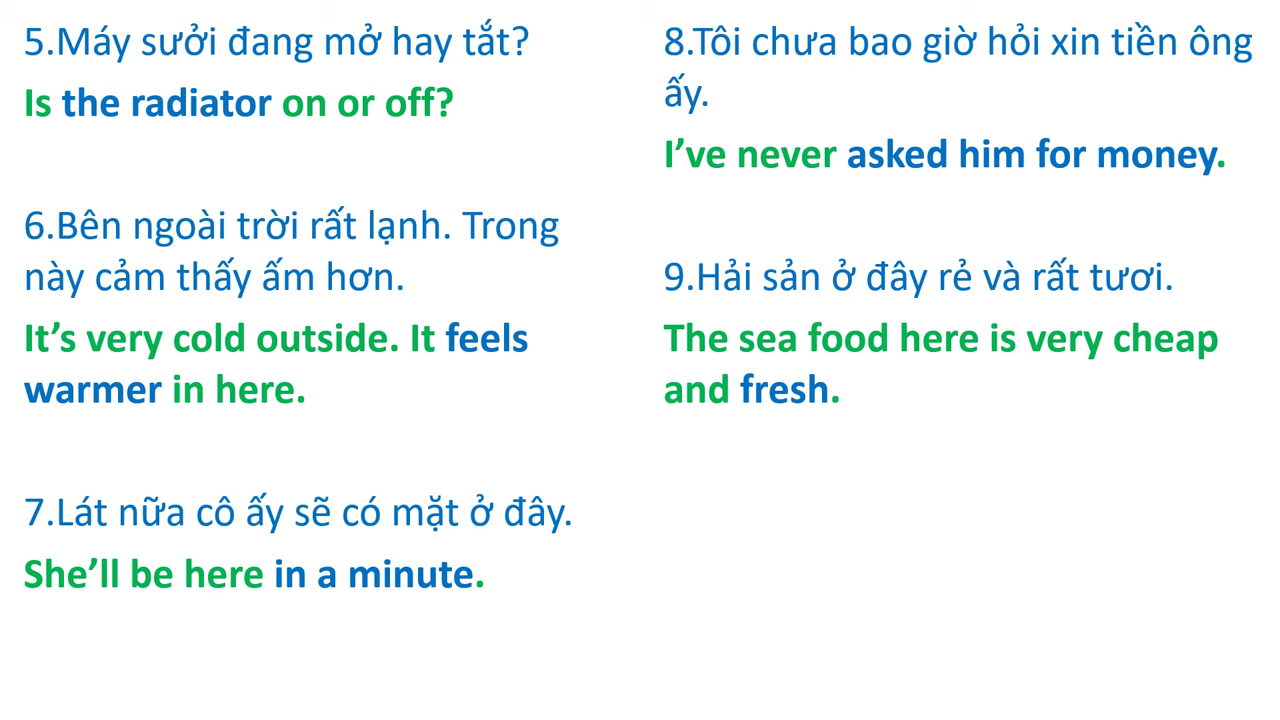 5.Máy sưởi đang mở hay tắt?
Is the radiator on or off?
6.Bên ngoài trời rất lạnh. Trong
này cảm thấy ấm hơn.
It’s very cold outside. It feels
warmer in here.
7.Lát nữa cô ấy sẽ có mặt ở đây.
She’ll be here in a minute.
8.Tôi chưa bao giờ hỏi xin tiền ông
ấy.
I’ve never asked him for money.
9.Hải sản ở đây rẻ và rất tươi.
The sea food here is very cheap
and fresh.